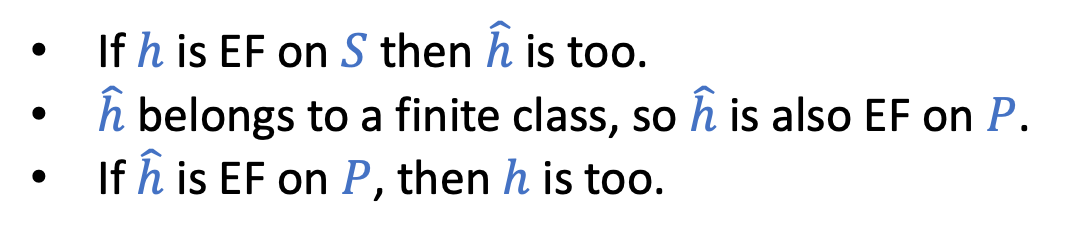 • If ĥ is EF on S then ĥ is too.
• ĥ belongs to a finite class, so ĥ is also EF on P.
• If ĥ is EF on P, then h is too.